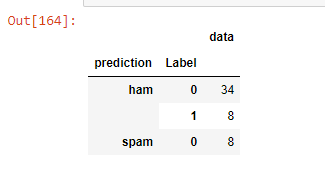 Out[164]:
data
prediction Label
ham 0 34
1 8
spam 0 8